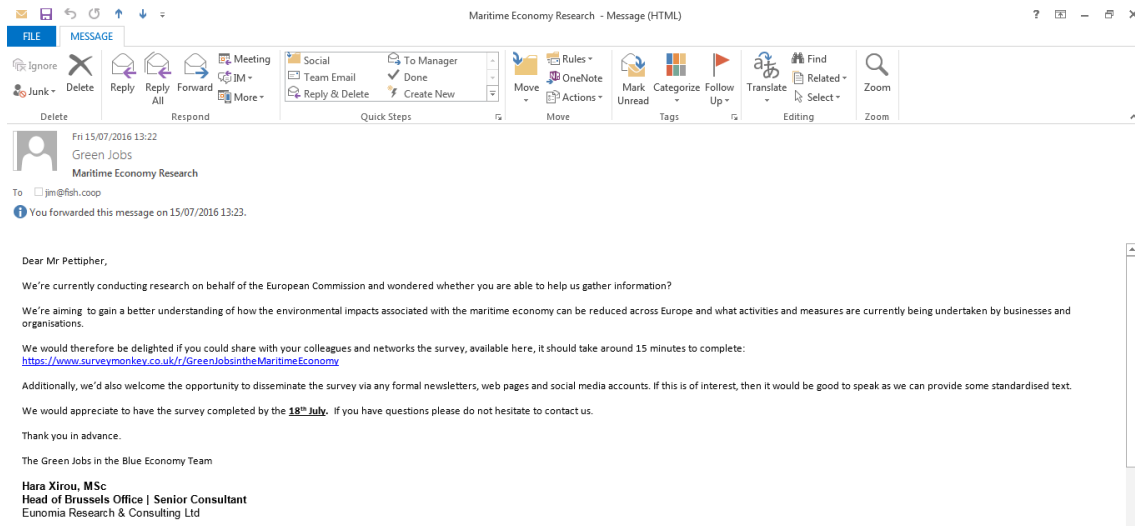 Maritime Economy Research - Message (HTML)
FILE MESSAGE
Ignore
Junk
Delete
Reply
Reply All
Forward
Meeting
IM
More
Social
Team Email
Reply & Delete
To Manager
Done
Create New
Move
Rules
OneNote
Actions
Mark Unread
Categorize
Follow Up
Translate
Find
Related
Select
Zoom
Delete Respond Quick Steps Move Tags Editing Zoom
Fri 15/07/2016 13:22
Green Jobs
Maritime Economy Research
To jim@fish.coop
You forwarded this message on 15/07/2016 13:23.
Dear Mr Pettipher,
We're currently conducting research on behalf of the European Commission and wondered whether you are able to help us gather information?
We're aiming to gain a better understanding of how the environmental impacts associated with the maritime economy can be reduced across Europe and what activities and measures are currently being undertaken by businesses and
organisations.
We would therefore be delighted if you could share with your colleagues and networks the survey, available here, it should take around 15 minutes to complete:
https://www.surveymonkey.co.uk/r/GreenJobsintheMaritimeEconomy
Additionally, we'd also welcome the opportunity to disseminate the survey via any formal newsletters, web pages and social media accounts. If this is of interest, then it would be good to speak as we can provide some standardised text.
We would appreciate to have the survey completed by the 18th July. If you have questions please do not hesitate to contact us.
Thank you in advance.
The Green Jobs in the Blue Economy Team
Hara Xirou, MSc
Head of Brussels Office | Senior Consultant
Eunomia Research & Consulting Ltd